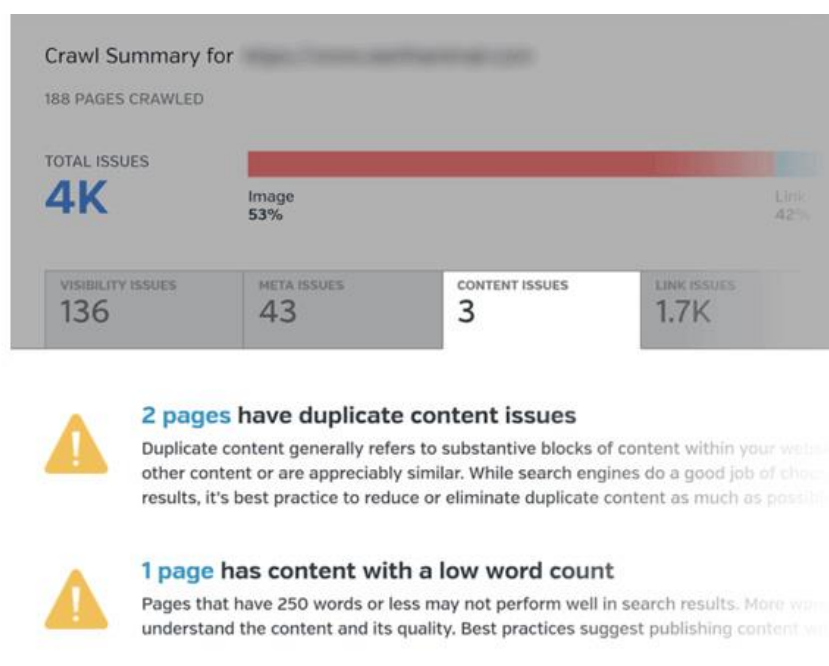 Crawl Summary for
188 PAGES CRAWLED
TOTAL ISSUES
4K
Image
53%
Link
42%
VISIBILITY ISSUES
136
META ISSUES
43
CONTENT ISSUES
3
LINK ISSUES
1.7K
2 pages have duplicate content issues
Duplicate content generally refers to substantive blocks of content within your
other content or are appreciably similar. While search engines do a good job of
results, it's best practice to reduce or eliminate duplicate content as much as
1 page has content with a low word count
Pages that have 250 words or less may not perform well in search results. More
understand the content and its quality. Best practices suggest publishing content